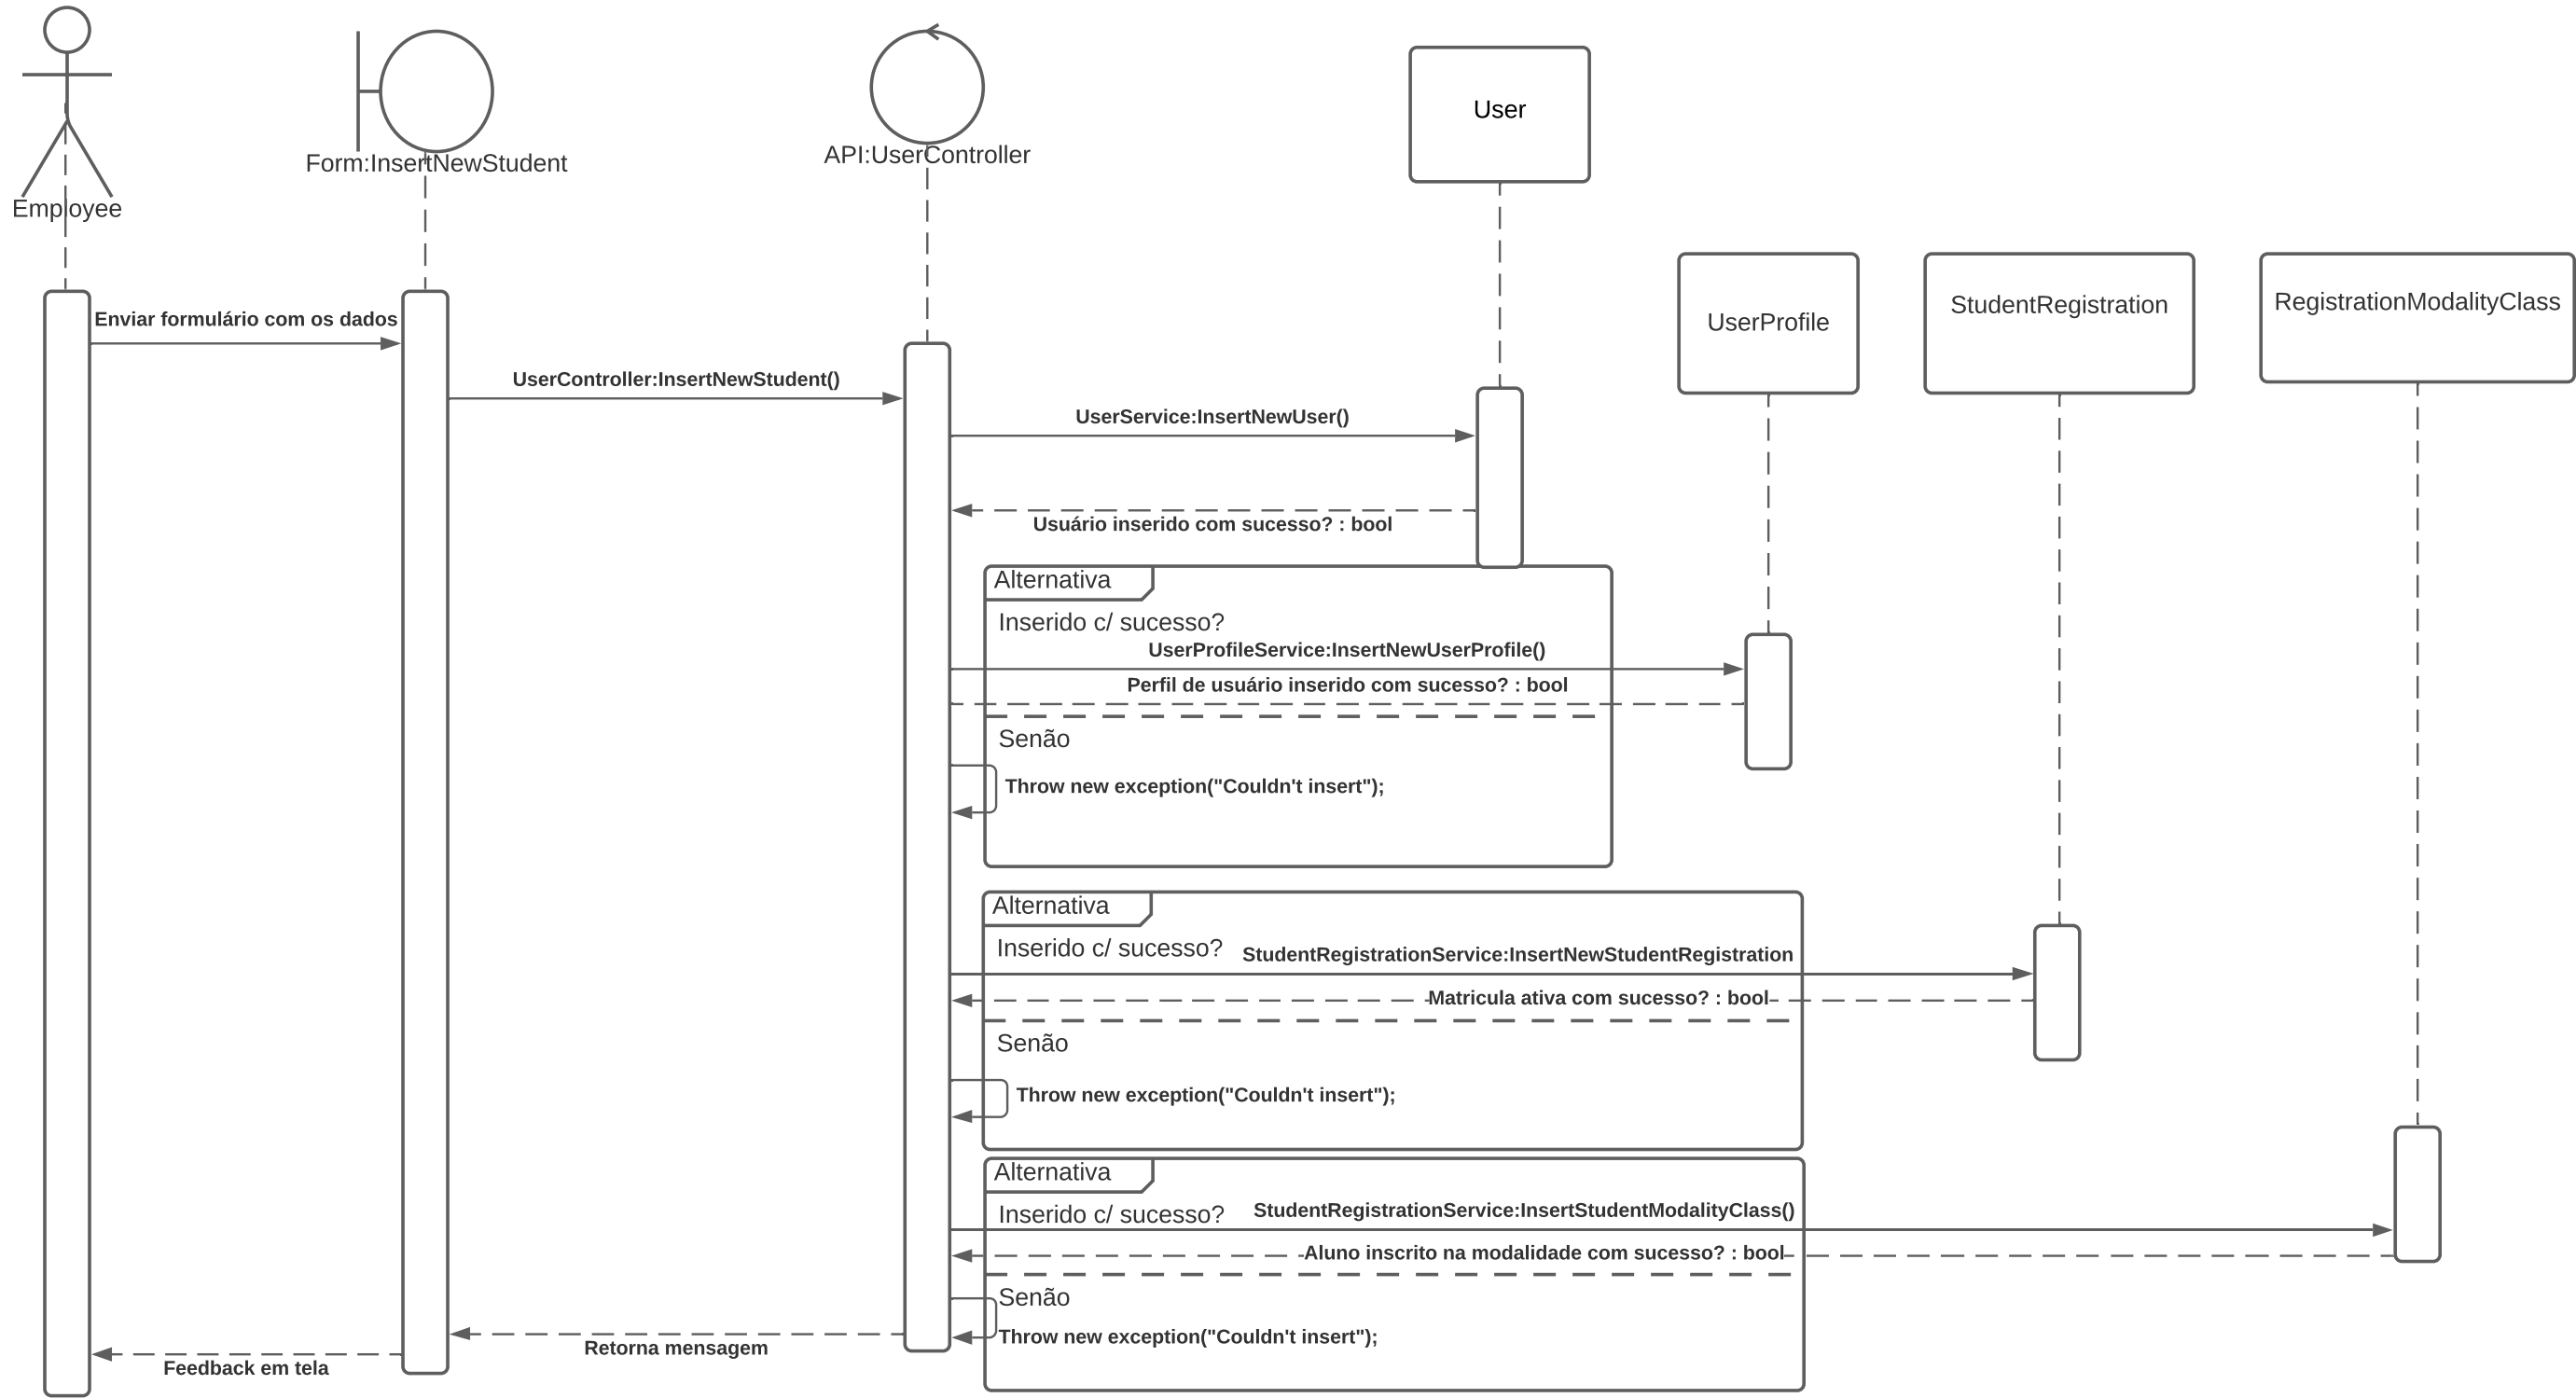 User
Form:InsertNewStudent
API:UserController
Employee
UserProfile
StudentRegistration
RegistrationModalityClass
Enviar formulário com os dados
UserController:InsertNewStudent()
UserService:InsertNewUser()
Usuário inserido com sucesso? : bool
Alternativa
Inserido c/ sucesso?
UserProfileService:InsertNewUserProfile()
Perfil de usuário inserido com sucesso? : bool
Senão
Throw new exception("Couldn't insert");
Alternativa
Inserido c/ sucesso?
StudentRegistrationService:InsertNewStudentRegistration
Matricula ativa com sucesso? : bool
Senão
Throw new exception("Couldn't insert");
Alternativa
Inserido c/ sucesso?
StudentRegistrationService:InsertStudentModalityClass()
Aluno inscrito na modalidade com sucesso? : bool
Senão
Throw new exception("Couldn't insert");
Retorna mensagem
Feedback em tela